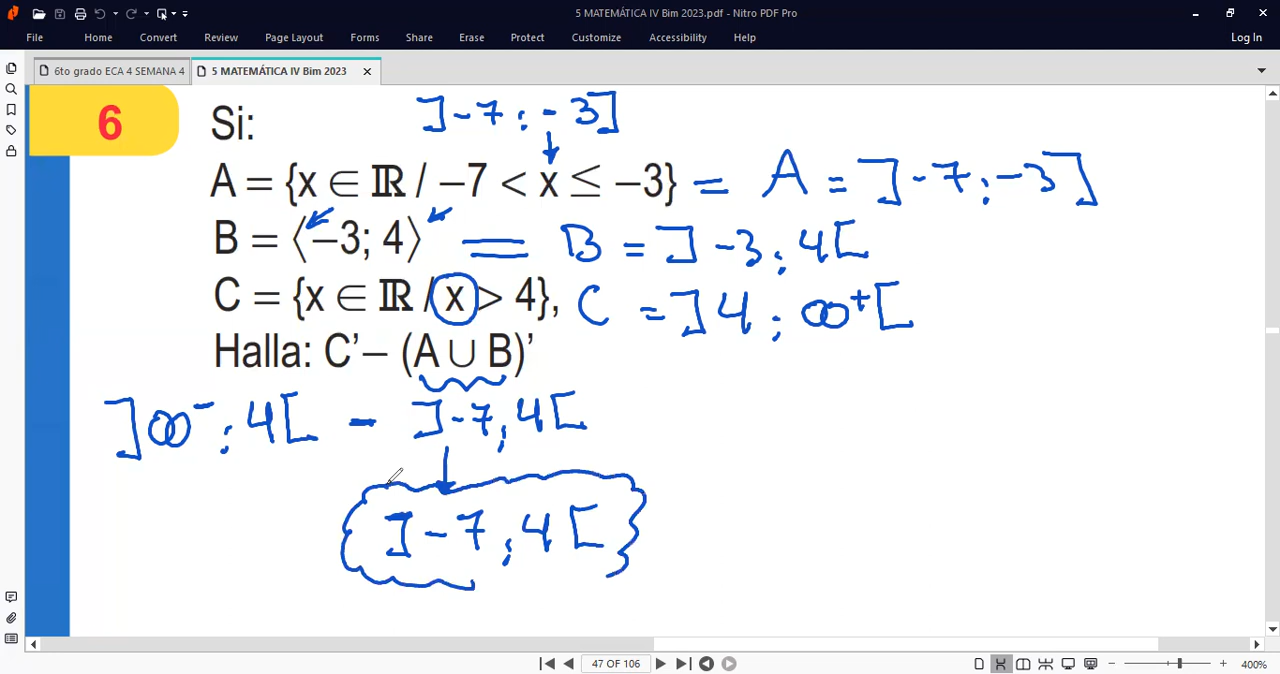 5 MATEMÁTICA IV Bim 2023.pdf - Nitro PDF Pro
File Home Convert Review Page Layout Forms Share Erase Protect Customize Accessibility Help Log In
6to grado ECA 4 SEMANA 4 5 MATEMÁTICA IV Bim 2023
]-7 ; -3]
6 Si:
A = {x ∈ ℝ / −7 < x ≤ −3} = A = ]-7; -3]
B = ⟨−3; 4⟩ = B = ]-3; 4[
C = {x ∈ ℝ / x > 4}, C = ]4; ∞+[
Halla: C’− (A ∪ B)’
]∞-; 4[ - ]-7; 4[
]-7; 4[
47 OF 106 400%